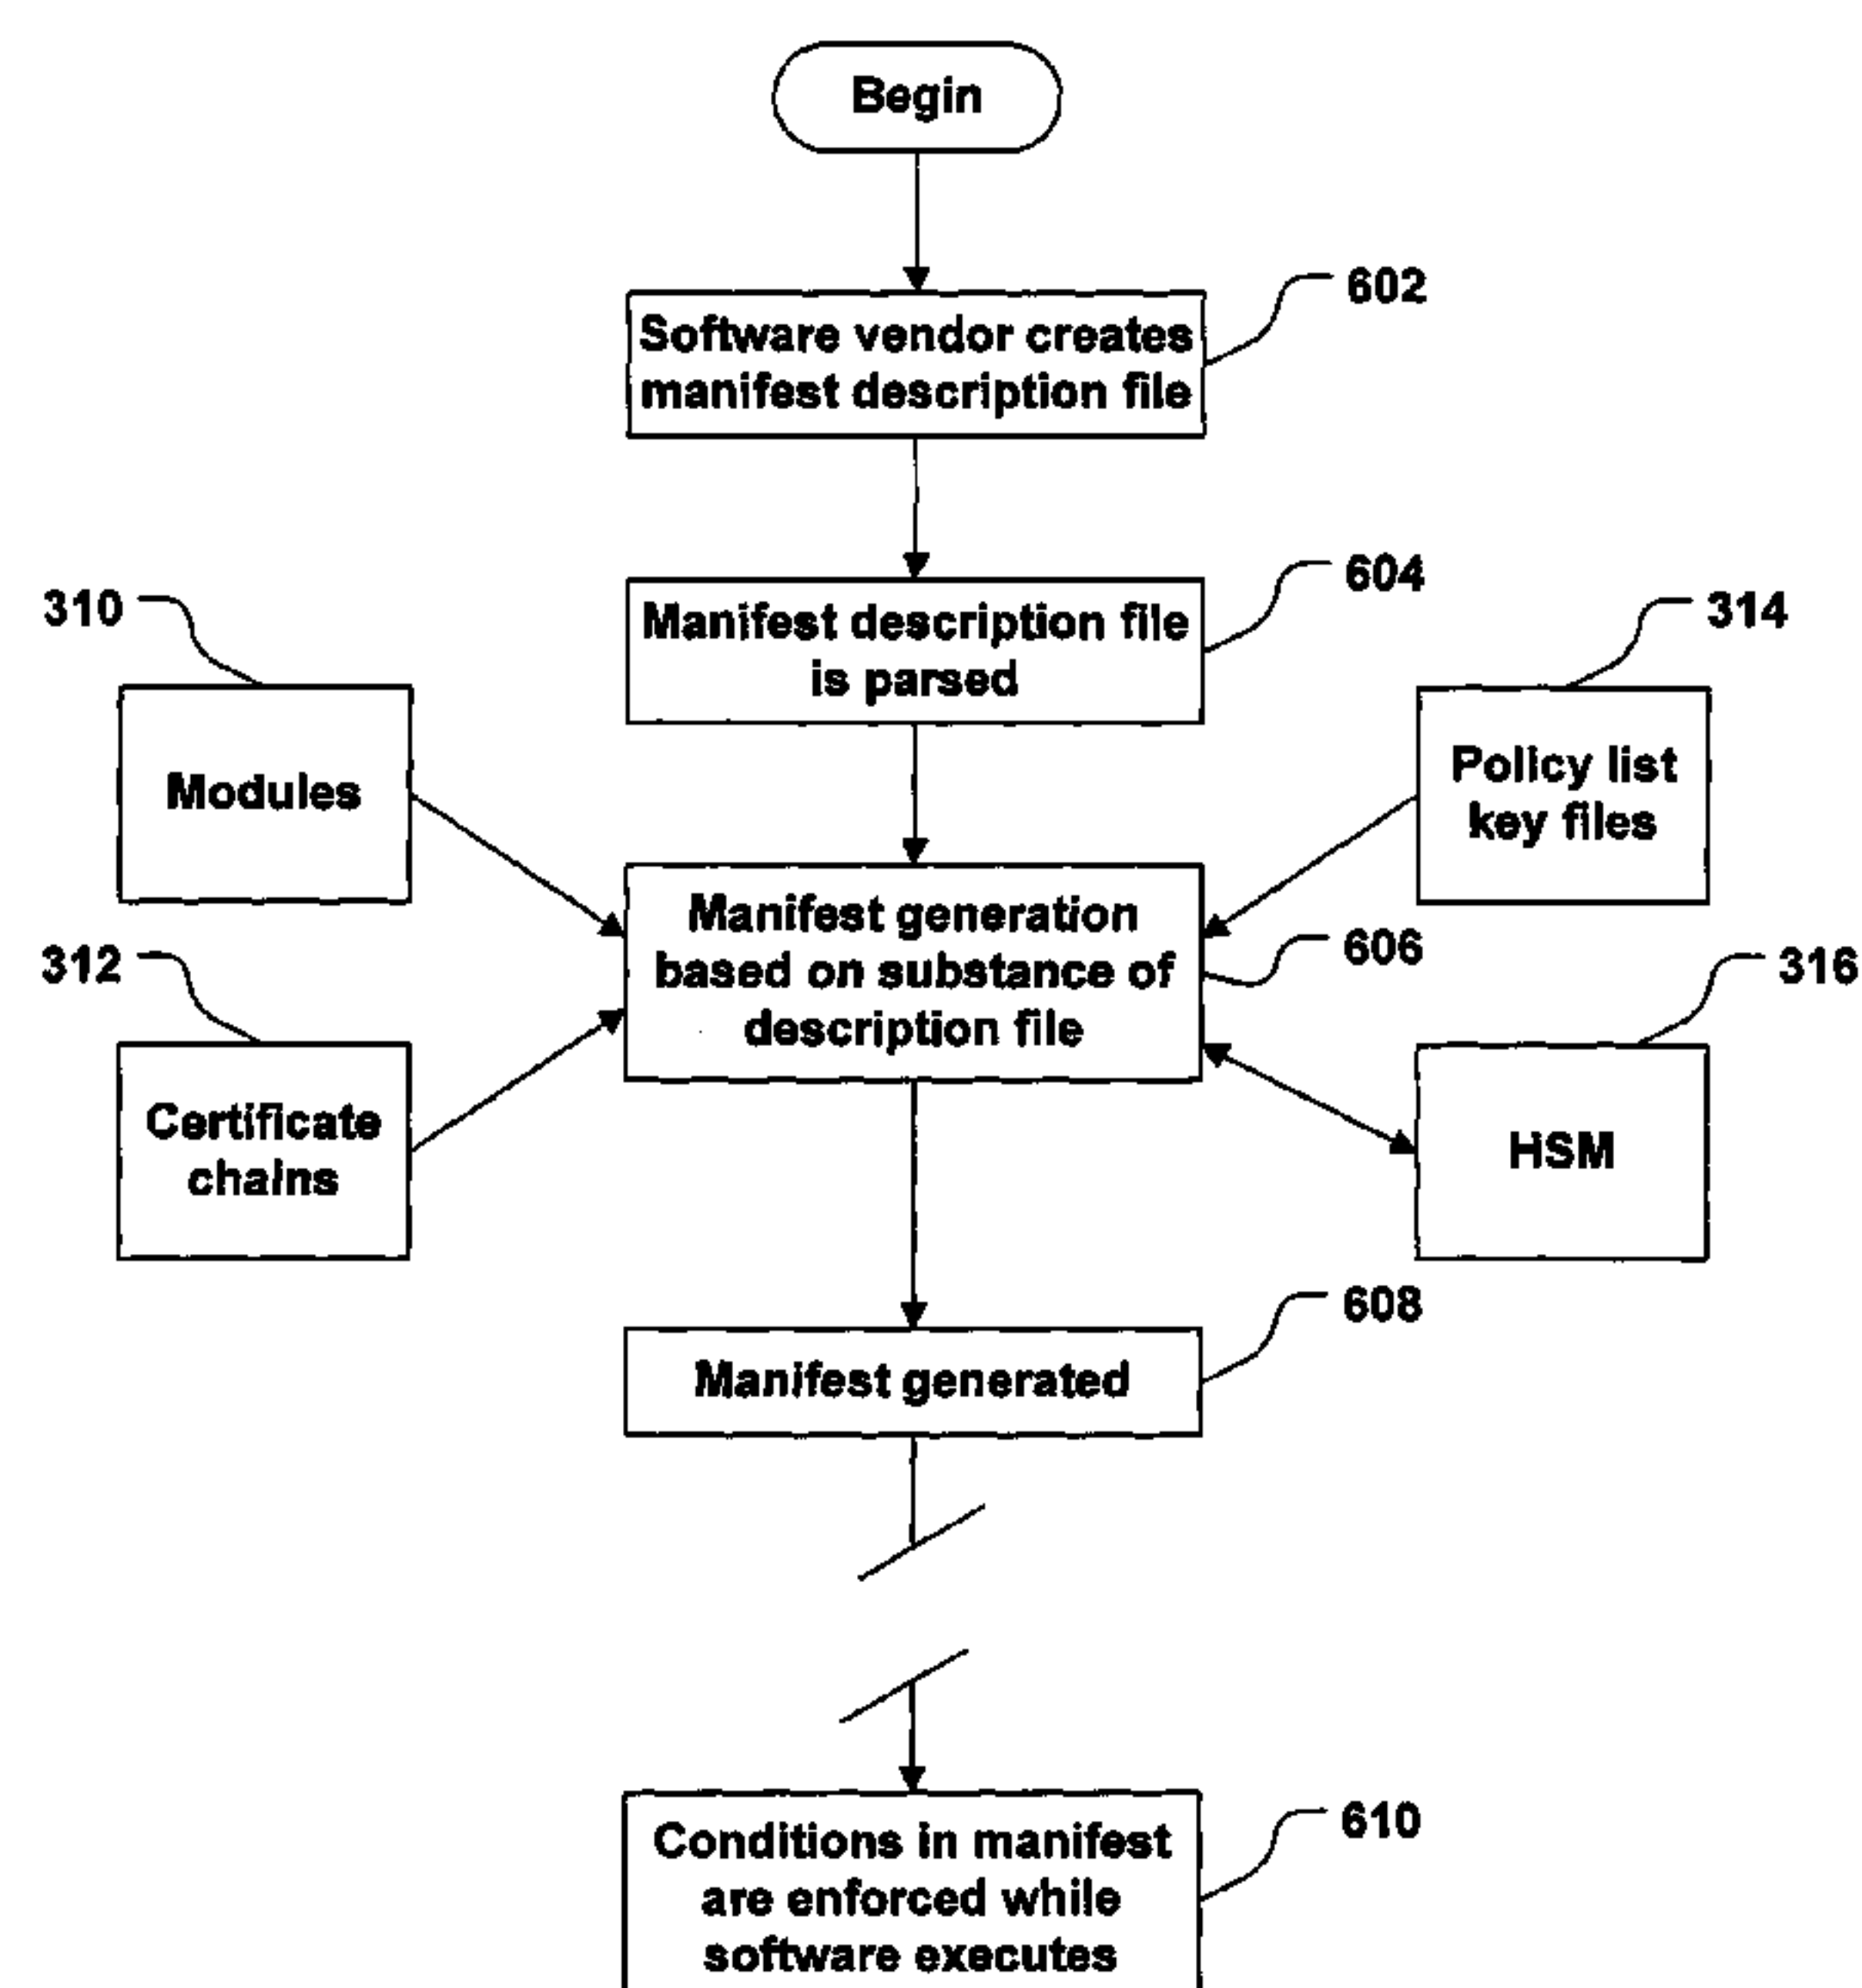 Begin
602
Software vendor creates
manifest description file
604
Manifest description file
is parsed
310
314
Modules
Policy list
key files
Manifest generation
based on substance of
description file
606
312
316
Certificate
chains
HSM
608
Manifest generated
610
Conditions in manifest
are enforced while
software executes